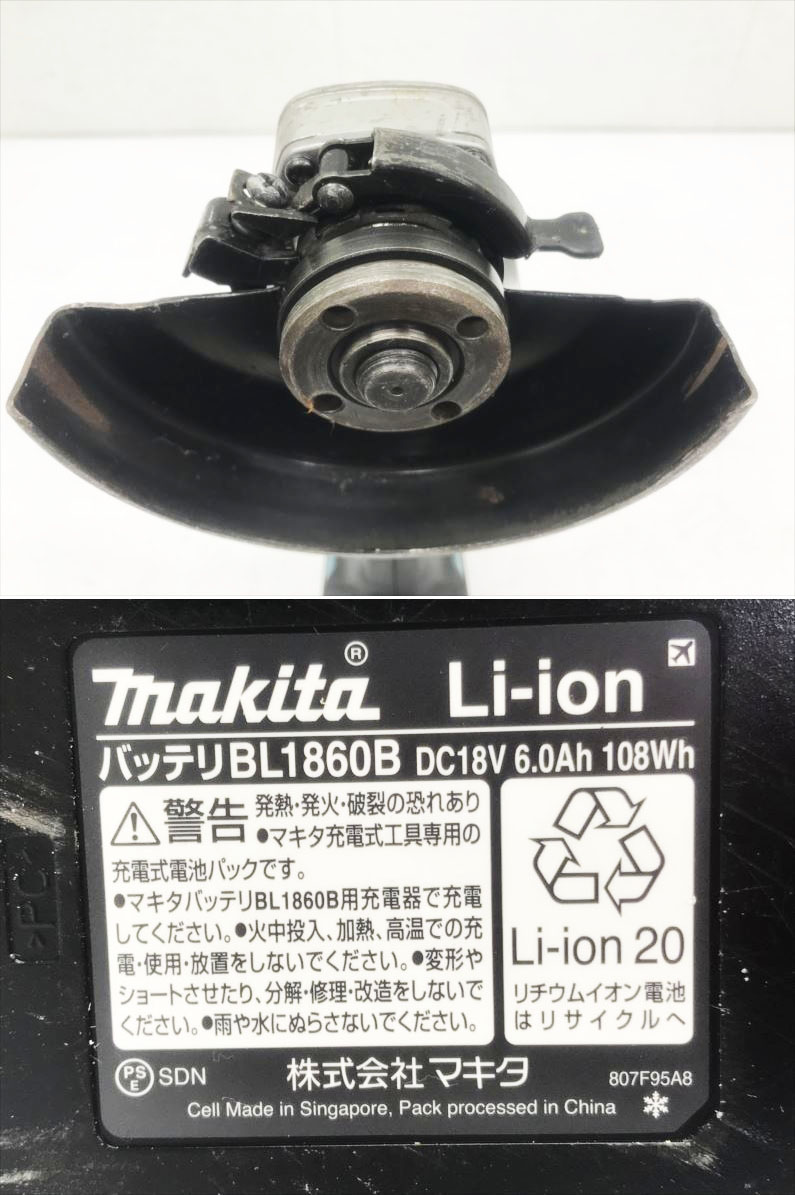 makita® Li-ion
バッテリBL1860B DC18V 6.0Ah 108Wh
警告 発熱・発火・破裂の恐れあり
●マキタ充電式工具専用の
充電式電池パックです。
●マキタバッテリBL1860B用充電器で充電
してください。●火中投入、加熱、高温での充
電・使用・放置をしないでください。●変形や
ショートさせたり、分解・修理・改造をしないで
ください。●雨や水にぬらさないでください。
Li-ion 20
リチウムイオン電池
はリサイクルへ
PSE SDN 株式会社マキタ 807F95A8
Cell Made in Singapore, Pack processed in China
>PC<